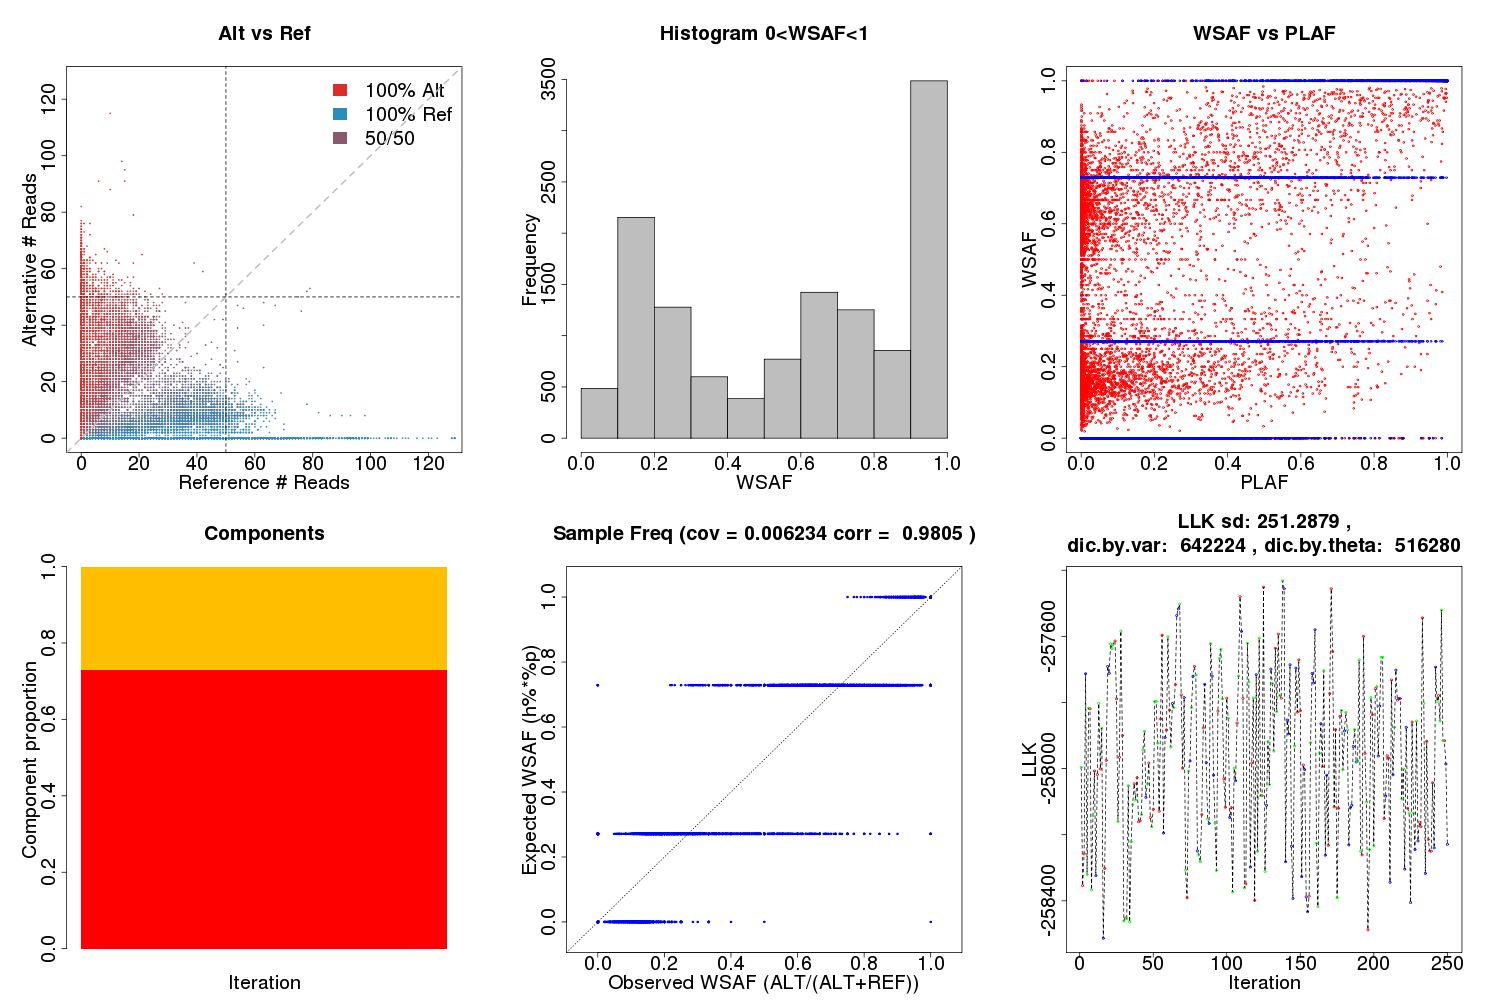 Alt vs Ref
100% Alt
100% Ref
50/50
Alternative # Reads
0 20 40 60 80 100 120
0 20 40 60 80 100 120
Reference # Reads
Histogram 0<WSAF<1
Frequency
0 500 1500 2500 3500
0.0 0.2 0.4 0.6 0.8 1.0
WSAF
WSAF vs PLAF
WSAF
0.0 0.2 0.4 0.6 0.8 1.0
0.0 0.2 0.4 0.6 0.8 1.0
PLAF
Components
Component proportion
0.0 0.2 0.4 0.6 0.8 1.0
Iteration
Sample Freq (cov = 0.006234 corr = 0.9805 )
Expected WSAF (h%*%p)
0.0 0.2 0.4 0.6 0.8 1.0
0.0 0.2 0.4 0.6 0.8 1.0
Observed WSAF (ALT/(ALT+REF))
LLK sd: 251.2879 ,
dic.by.var: 642224 , dic.by.theta: 516280
LLK
-258400 -258000 -257600
0 50 100 150 200 250
Iteration